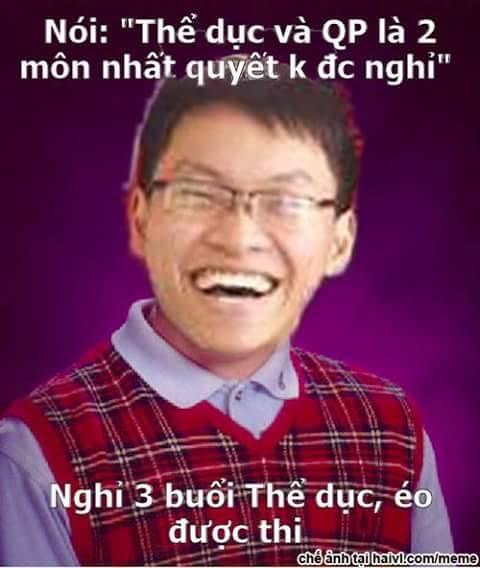 Nói: "Thể dục và QP là 2
môn nhất quyết k đc nghỉ"
Nghỉ 3 buổi Thể dục, éo
được thi
chế ảnh tại haivl.com/meme